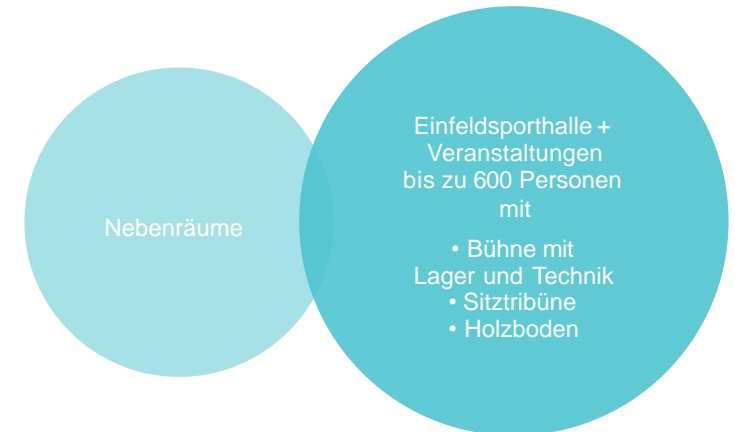 Nebenräume
Einfeldsporthalle +
Veranstaltungen
bis zu 600 Personen
mit
• Bühne mit
Lager und Technik
• Sitztribüne
• Holzboden